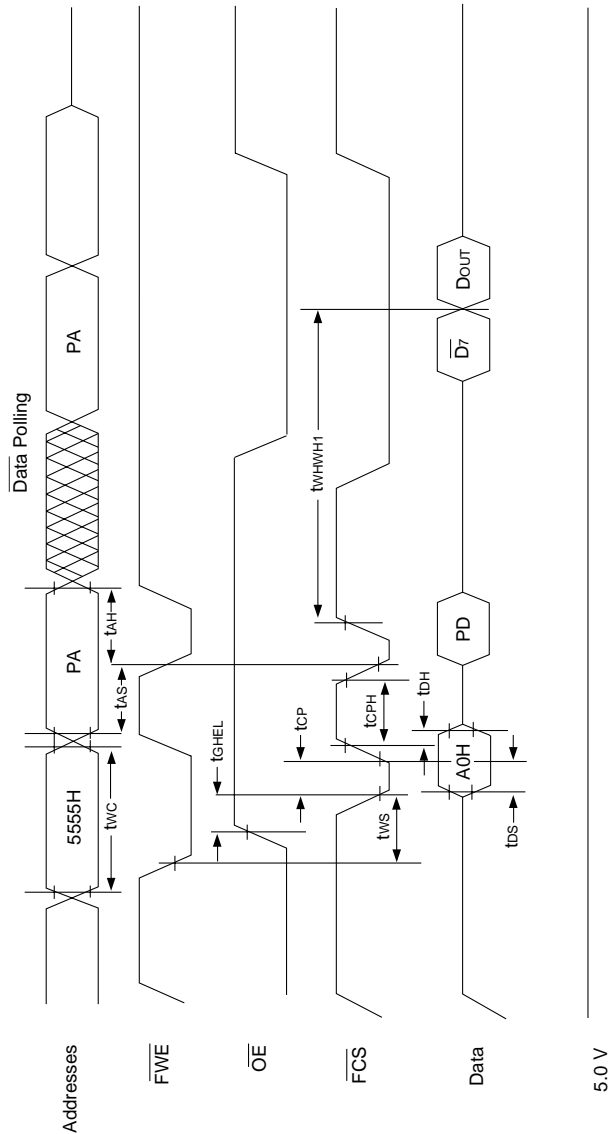 Data Polling
Addresses
5555H
PA
PA
tWC
tAS
tAH
FWE
OE
tGHEL
FCS
tWS
tCP
tCPH
tWHWH1
Data
A0H
PD
D7
DOUT
tDS
tDH
5.0 V